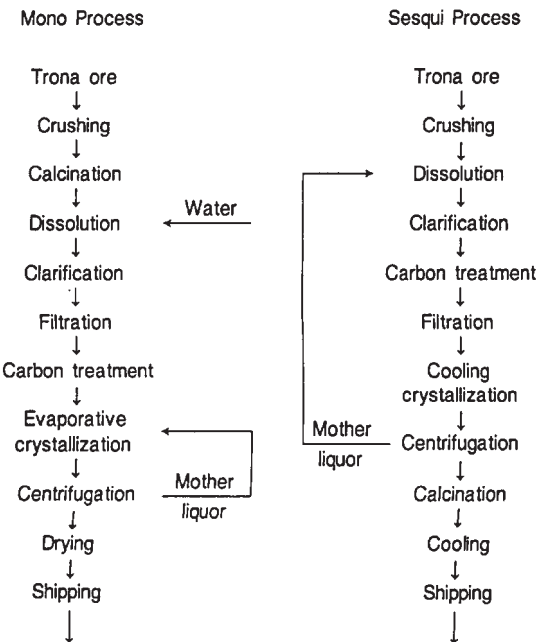 Mono Process
Trona ore
Crushing
Calcination
Dissolution
Water
Clarification
Filtration
Carbon treatment
Evaporative
crystallization
Centrifugation
Mother
liquor
Drying
Shipping
Sesqui Process
Trona ore
Crushing
Dissolution
Clarification
Carbon treatment
Filtration
Cooling
crystallization
Mother
liquor
Centrifugation
Calcination
Cooling
Shipping